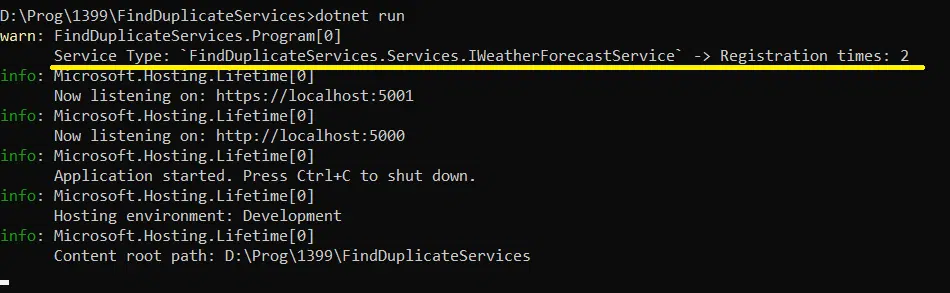 D:\Prog\1399\FindDuplicateServices>dotnet run
warn: FindDuplicateServices.Program[0]
      Service Type: `FindDuplicateServices.Services.IWeatherForecastService`  -> Registration times: 2
info: Microsoft.Hosting.Lifetime[0]
      Now listening on: https://localhost:5001
info: Microsoft.Hosting.Lifetime[0]
      Now listening on: http://localhost:5000
info: Microsoft.Hosting.Lifetime[0]
      Application started. Press Ctrl+C to shut down.
info: Microsoft.Hosting.Lifetime[0]
      Hosting environment: Development
info: Microsoft.Hosting.Lifetime[0]
      Content root path: D:\Prog\1399\FindDuplicateServices